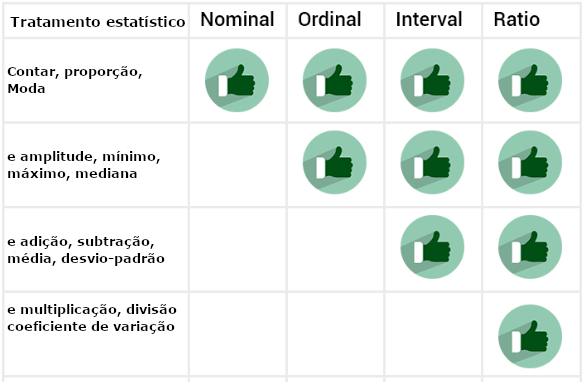 Tratamento estatístico Nominal Ordinal Interval Ratio
Contar, proporção,
Moda
e amplitude, mínimo,
máximo, mediana
e adição, subtração,
média, desvio-padrão
e multiplicação, divisão
coeficiente de variação